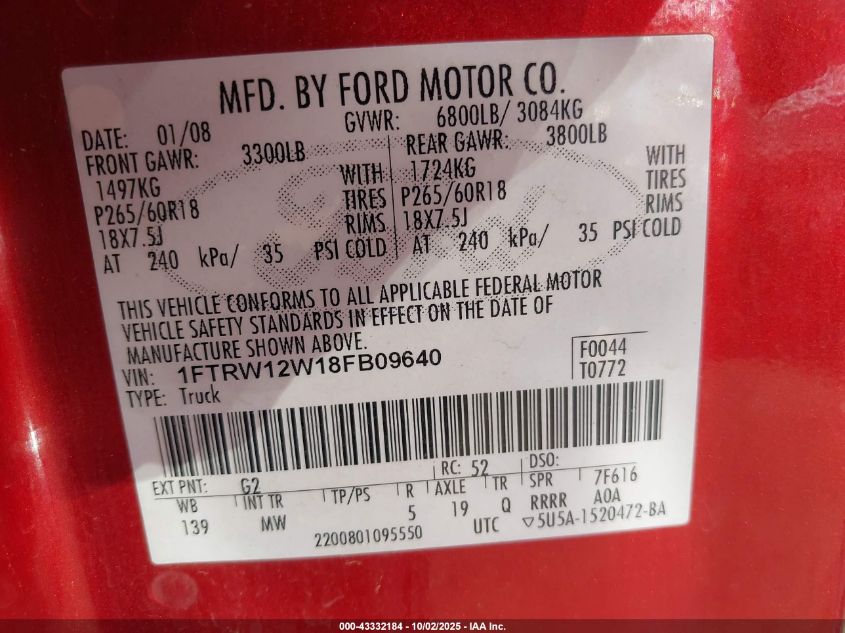 MFD. BY FORD MOTOR CO.
DATE: 01/08 GVWR: 6800LB/ 3084KG
FRONT GAWR: 3300LB REAR GAWR: 3800LB
1497KG WITH 1724KG WITH
P265/60R18 TIRES P265/60R18 TIRES
18X7.5J RIMS 18X7.5J RIMS
AT 240 kPa/ 35 PSI COLD AT 240 kPa/ 35 PSI COLD
Ford
THIS VEHICLE CONFORMS TO ALL APPLICABLE FEDERAL MOTOR
VEHICLE SAFETY STANDARDS IN EFFECT ON THE DATE OF
MANUFACTURE SHOWN ABOVE.
VIN: 1FTRW12W18FB09640 F0044
TYPE: Truck T0772
EXT PNT: G2 RC: 52 DSO:
WB INT TR TP/PS R AXLE TR SPR 7F616
139 MW 5 19 Q RRRR A0A
2200801095550 UTC ▽5U5A-1520472-BA
000-43332184 - 10/02/2025 - IAA Inc.